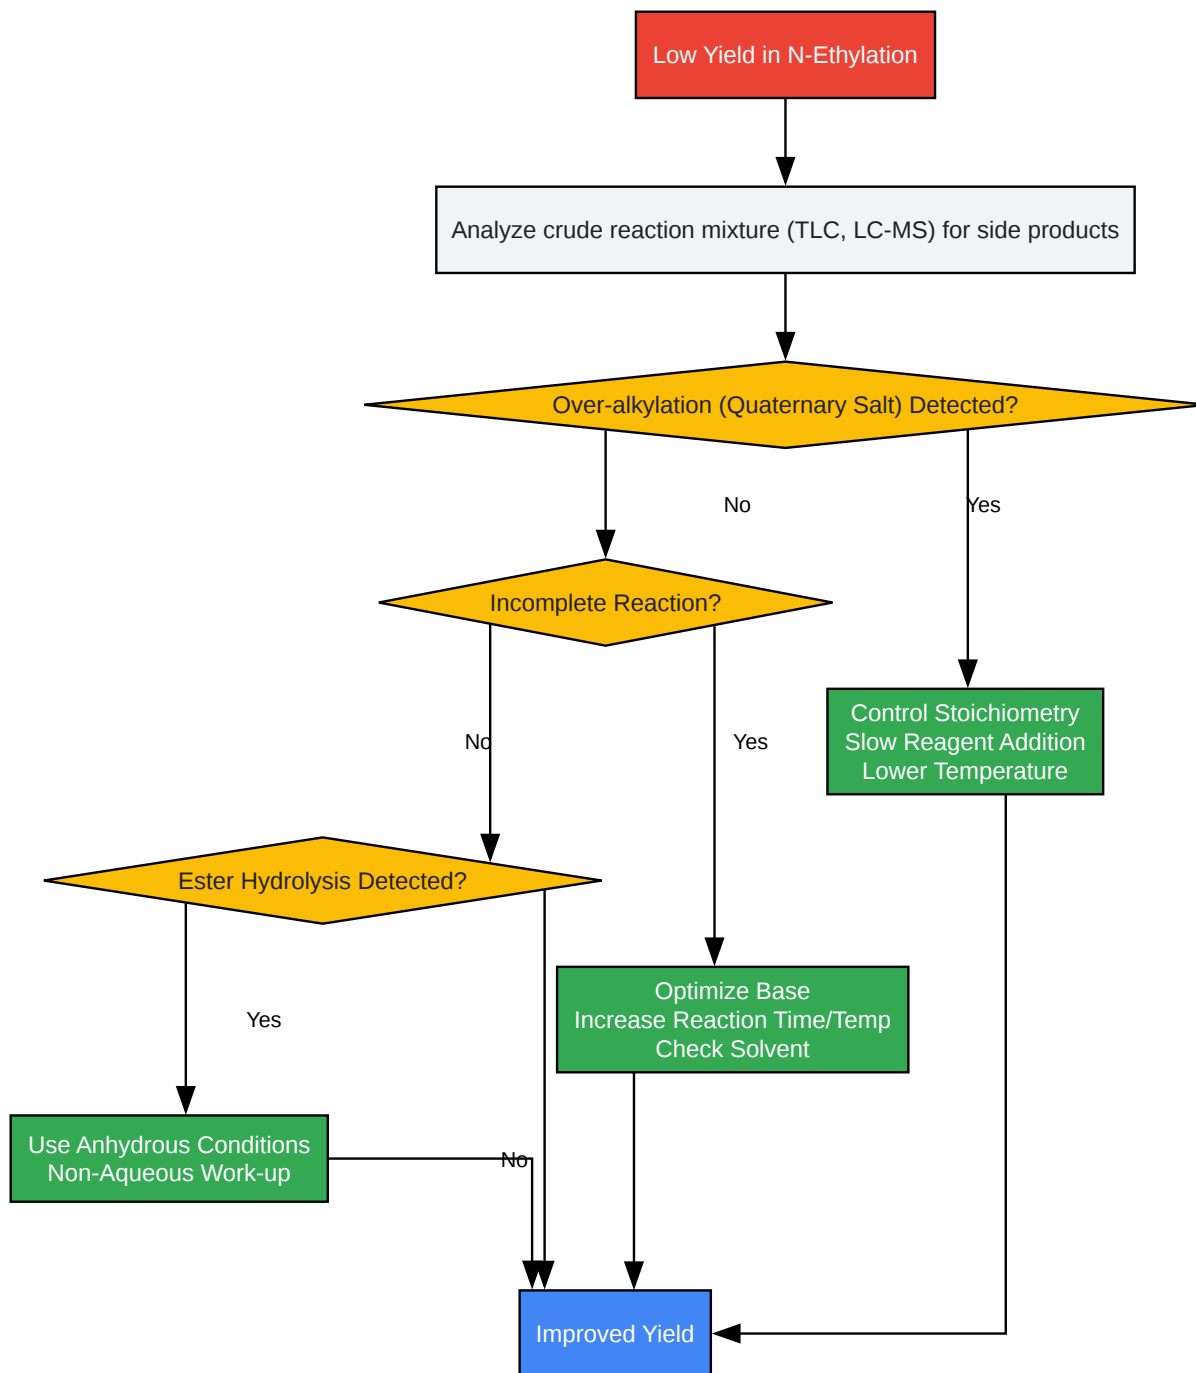 Low Yield in N-Ethylation
Analyze crude reaction mixture (TLC, LC-MS) for side products
Over-alkylation (Quaternary Salt) Detected?
No
Yes
Incomplete Reaction?
Control Stoichiometry
Slow Reagent Addition
Lower Temperature
No
Yes
Ester Hydrolysis Detected?
Optimize Base
Increase Reaction Time/Temp
Check Solvent
Yes
Use Anhydrous Conditions
Non-Aqueous Work-up
No
Improved Yield